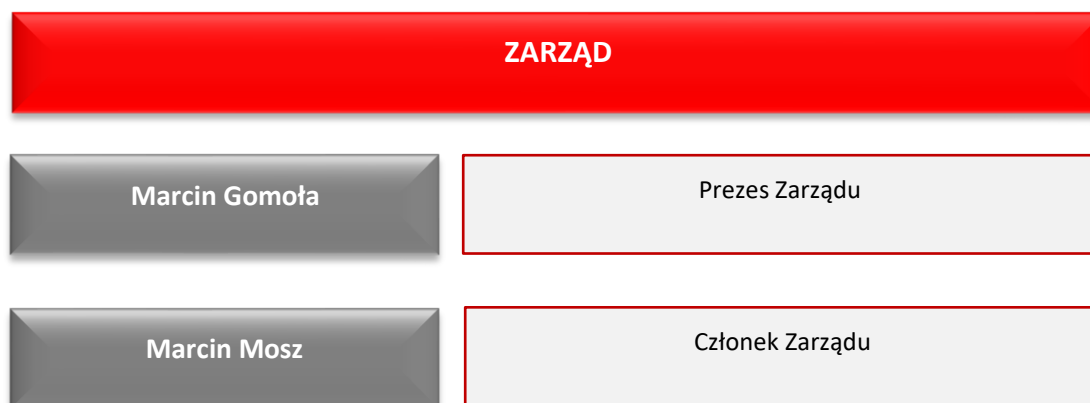 ZARZĄD
Marcin Gomoła
Prezes Zarządu
Marcin Mosz
Członek Zarządu